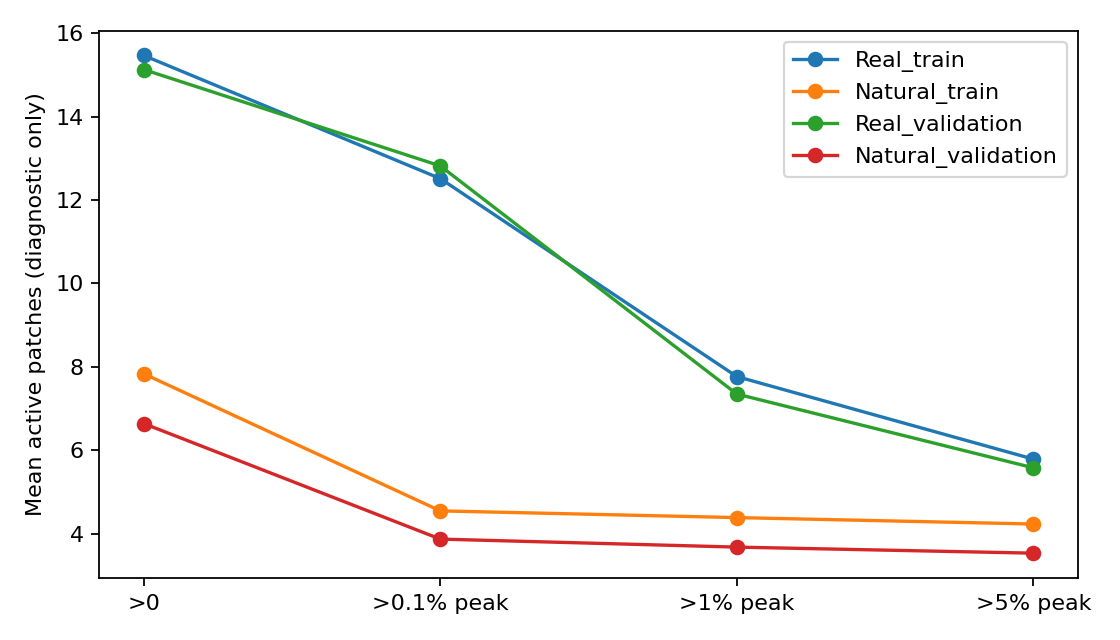 Mean active patches (diagnostic only)
16
14
12
10
8
6
4
>0
>0.1% peak
>1% peak
>5% peak
Real_train
Natural_train
Real_validation
Natural_validation